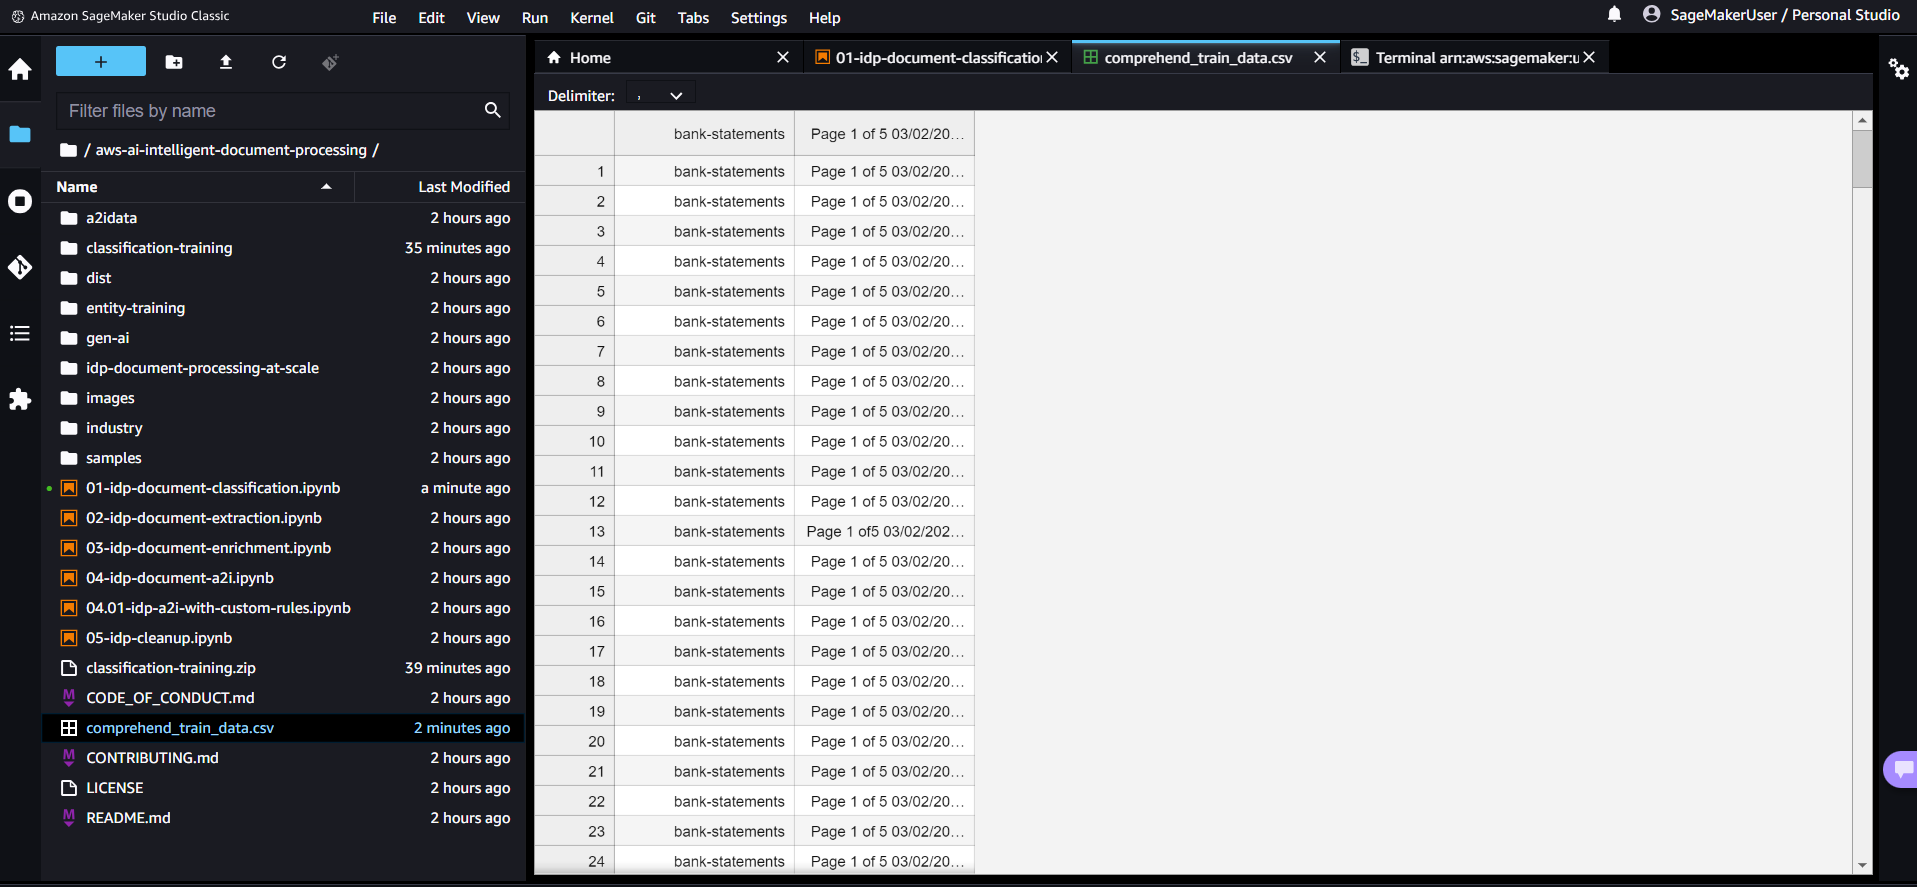 Amazon SageMaker Studio Classic
File Edit View Run Kernel Git Tabs Settings Help
SageMakerUser / Personal Studio
Filter files by name
/ aws-ai-intelligent-document-processing /
Name Last Modified
a2idata 2 hours ago
classification-training 35 minutes ago
dist 2 hours ago
entity-training 2 hours ago
gen-ai 2 hours ago
idp-document-processing-at-scale 2 hours ago
images 2 hours ago
industry 2 hours ago
samples 2 hours ago
01-idp-document-classification.ipynb a minute ago
02-idp-document-extraction.ipynb 2 hours ago
03-idp-document-enrichment.ipynb 2 hours ago
04-idp-document-a2i.ipynb 2 hours ago
04.01-idp-a2i-with-custom-rules.ipynb 2 hours ago
05-idp-cleanup.ipynb 2 hours ago
classification-training.zip 39 minutes ago
CODE_OF_CONDUCT.md 2 hours ago
comprehend_train_data.csv 2 minutes ago
CONTRIBUTING.md 2 hours ago
LICENSE 2 hours ago
README.md 2 hours ago
Home
01-idp-document-classificatio
comprehend_train_data.csv
Terminal arn:aws:sagemaker:u
Delimiter: ,
bank-statements Page 1 of 5 03/02/20…
1 bank-statements Page 1 of 5 03/02/20…
2 bank-statements Page 1 of 5 03/02/20…
3 bank-statements Page 1 of 5 03/02/20…
4 bank-statements Page 1 of 5 03/02/20…
5 bank-statements Page 1 of 5 03/02/20…
6 bank-statements Page 1 of 5 03/02/20…
7 bank-statements Page 1 of 5 03/02/20…
8 bank-statements Page 1 of 5 03/02/20…
9 bank-statements Page 1 of 5 03/02/20…
10 bank-statements Page 1 of 5 03/02/20…
11 bank-statements Page 1 of 5 03/02/20…
12 bank-statements Page 1 of 5 03/02/20…
13 bank-statements Page 1 of5 03/02/202…
14 bank-statements Page 1 of 5 03/02/20…
15 bank-statements Page 1 of 5 03/02/20…
16 bank-statements Page 1 of 5 03/02/20…
17 bank-statements Page 1 of 5 03/02/20…
18 bank-statements Page 1 of 5 03/02/20…
19 bank-statements Page 1 of 5 03/02/20…
20 bank-statements Page 1 of 5 03/02/20…
21 bank-statements Page 1 of 5 03/02/20…
22 bank-statements Page 1 of 5 03/02/20…
23 bank-statements Page 1 of 5 03/02/20…
24 bank-statements Page 1 of 5 03/02/20…